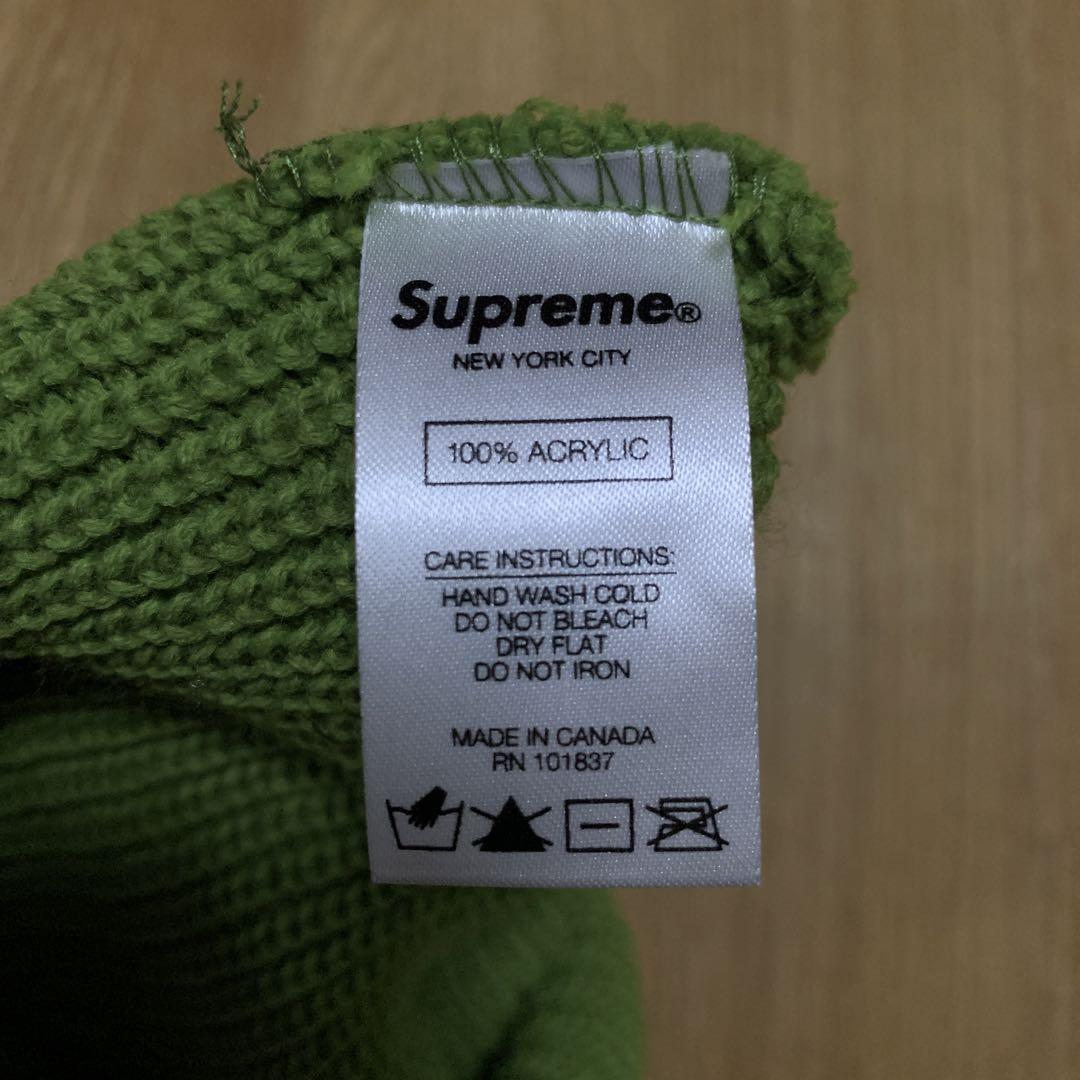 Supreme®
NEW YORK CITY
100% ACRYLIC
CARE INSTRUCTIONS:
HAND WASH COLD
DO NOT BLEACH
DRY FLAT
DO NOT IRON
MADE IN CANADA
RN 101837